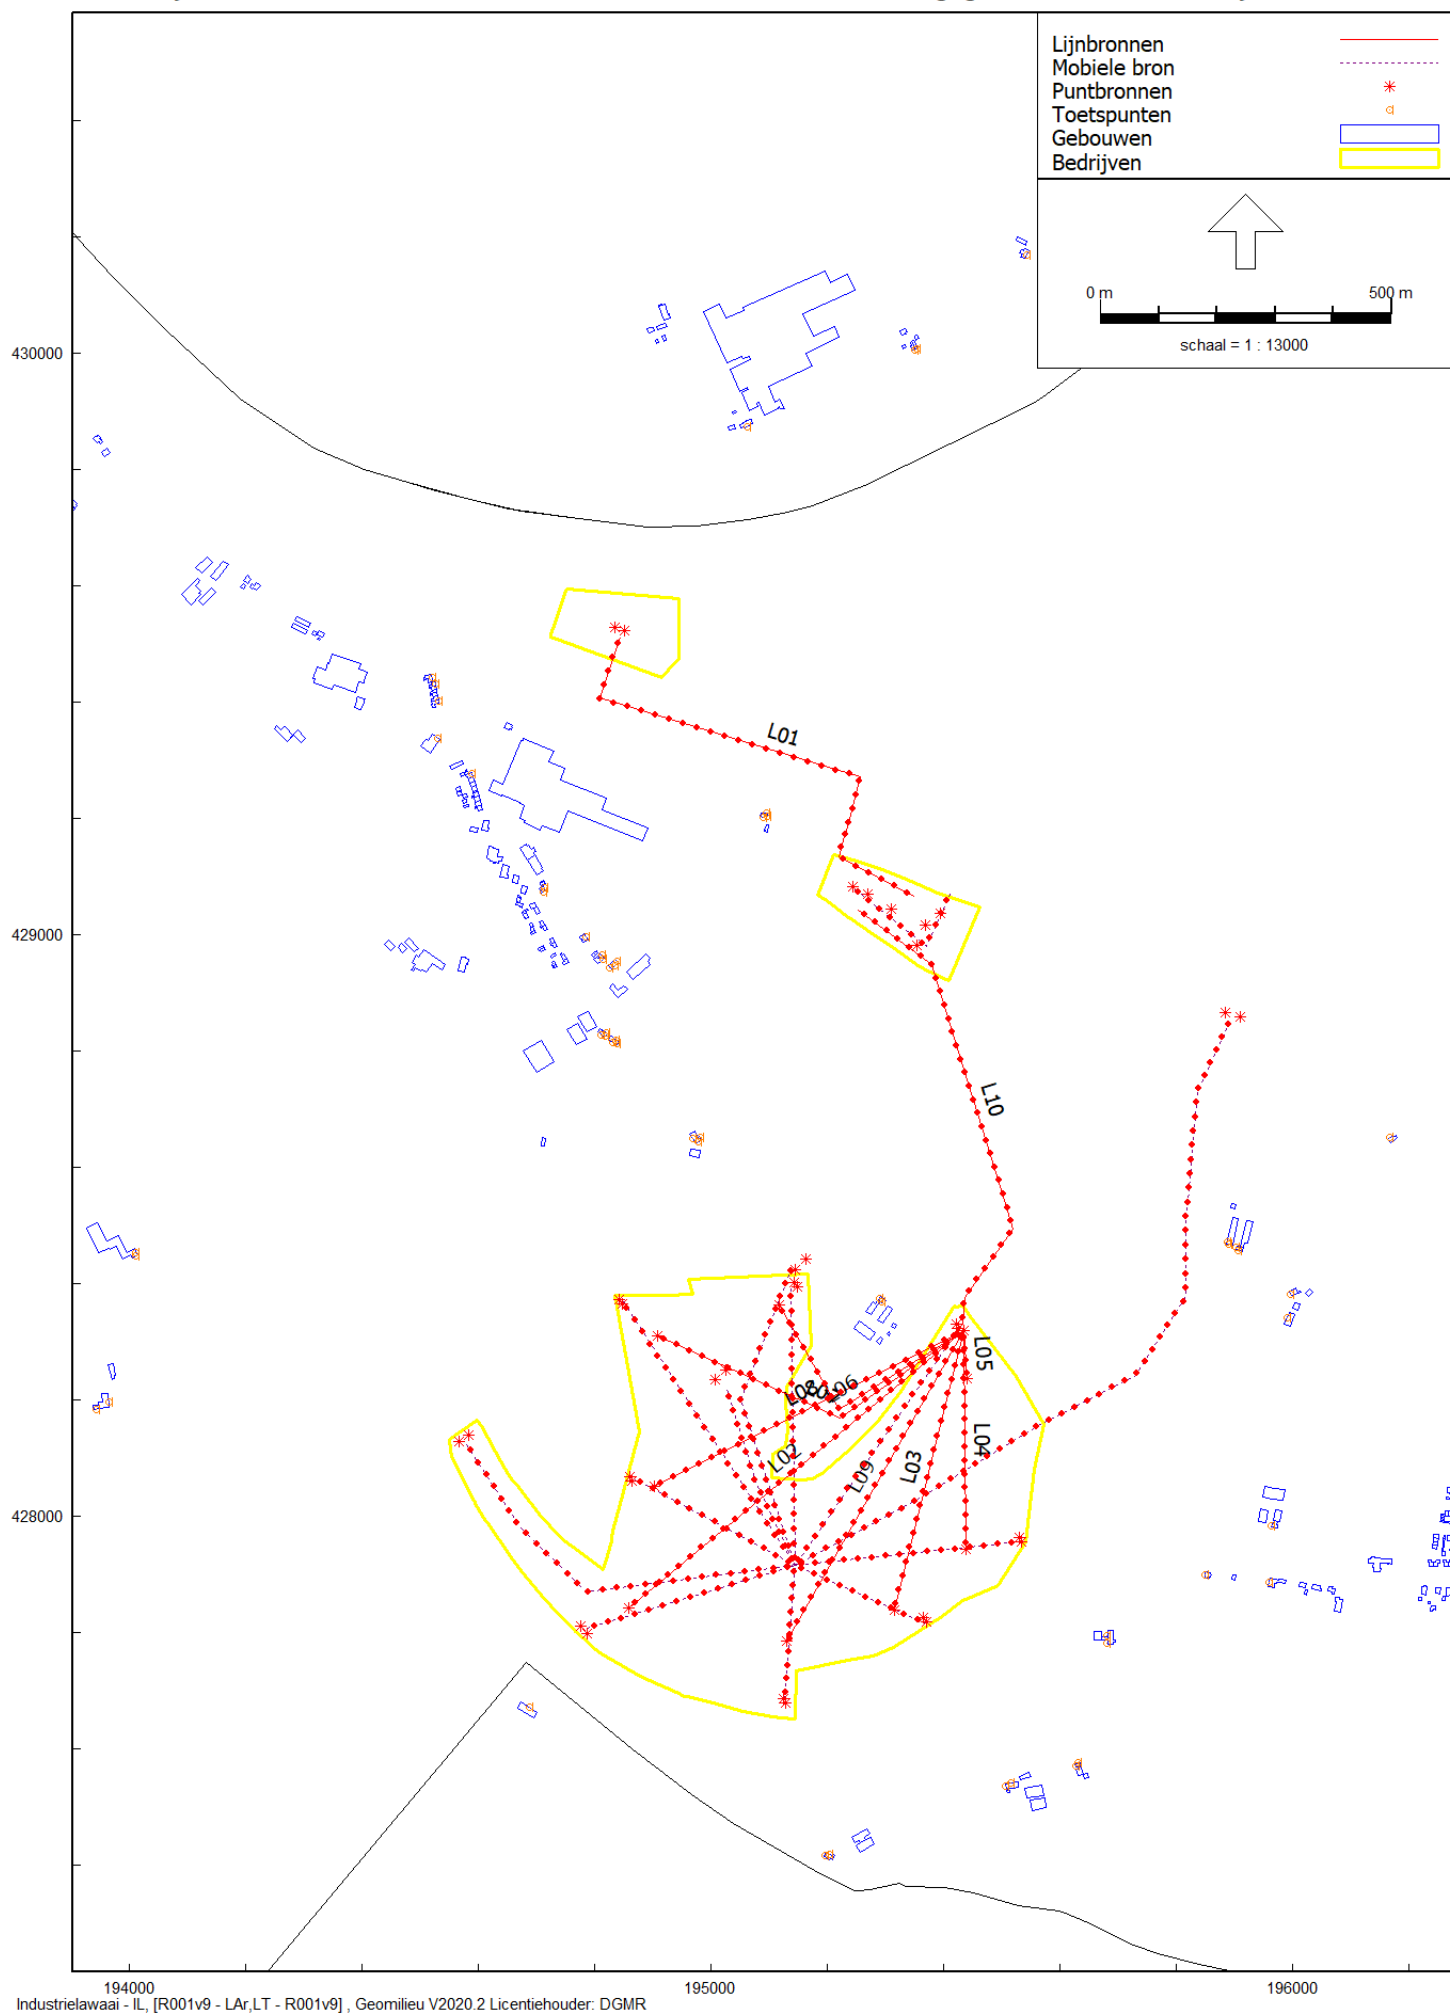 Lijnbronnen
Mobiele bron
Puntbronnen
Toetspunten
Gebouwen
Bedrijven
0 m 500 m
schaal = 1 : 13000
430000
L01
429000
L10
L05
L06
L08
L04
L02
L03
L09
428000
194000 195000 196000
Industrielawaai - IL, [R001v9 - LAr,LT - R001v9] , Geomilieu V2020.2 Licentiehouder: DGMR